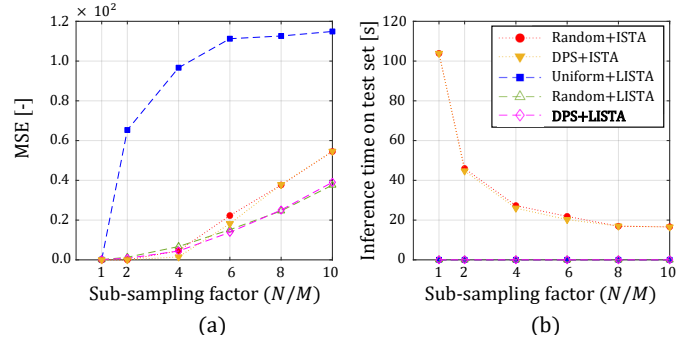 × 10²
1.2
1.0
0.8
0.6
0.4
0.2
0.0
MSE [-]
1 2 4 6 8 10
Sub-sampling factor (N/M)
(a)
120
100
80
60
40
20
0
Inference time on test set [s]
Random+ISTA
DPS+ISTA
Uniform+LISTA
Random+LISTA
DPS+LISTA
1 2 4 6 8 10
Sub-sampling factor (N/M)
(b)